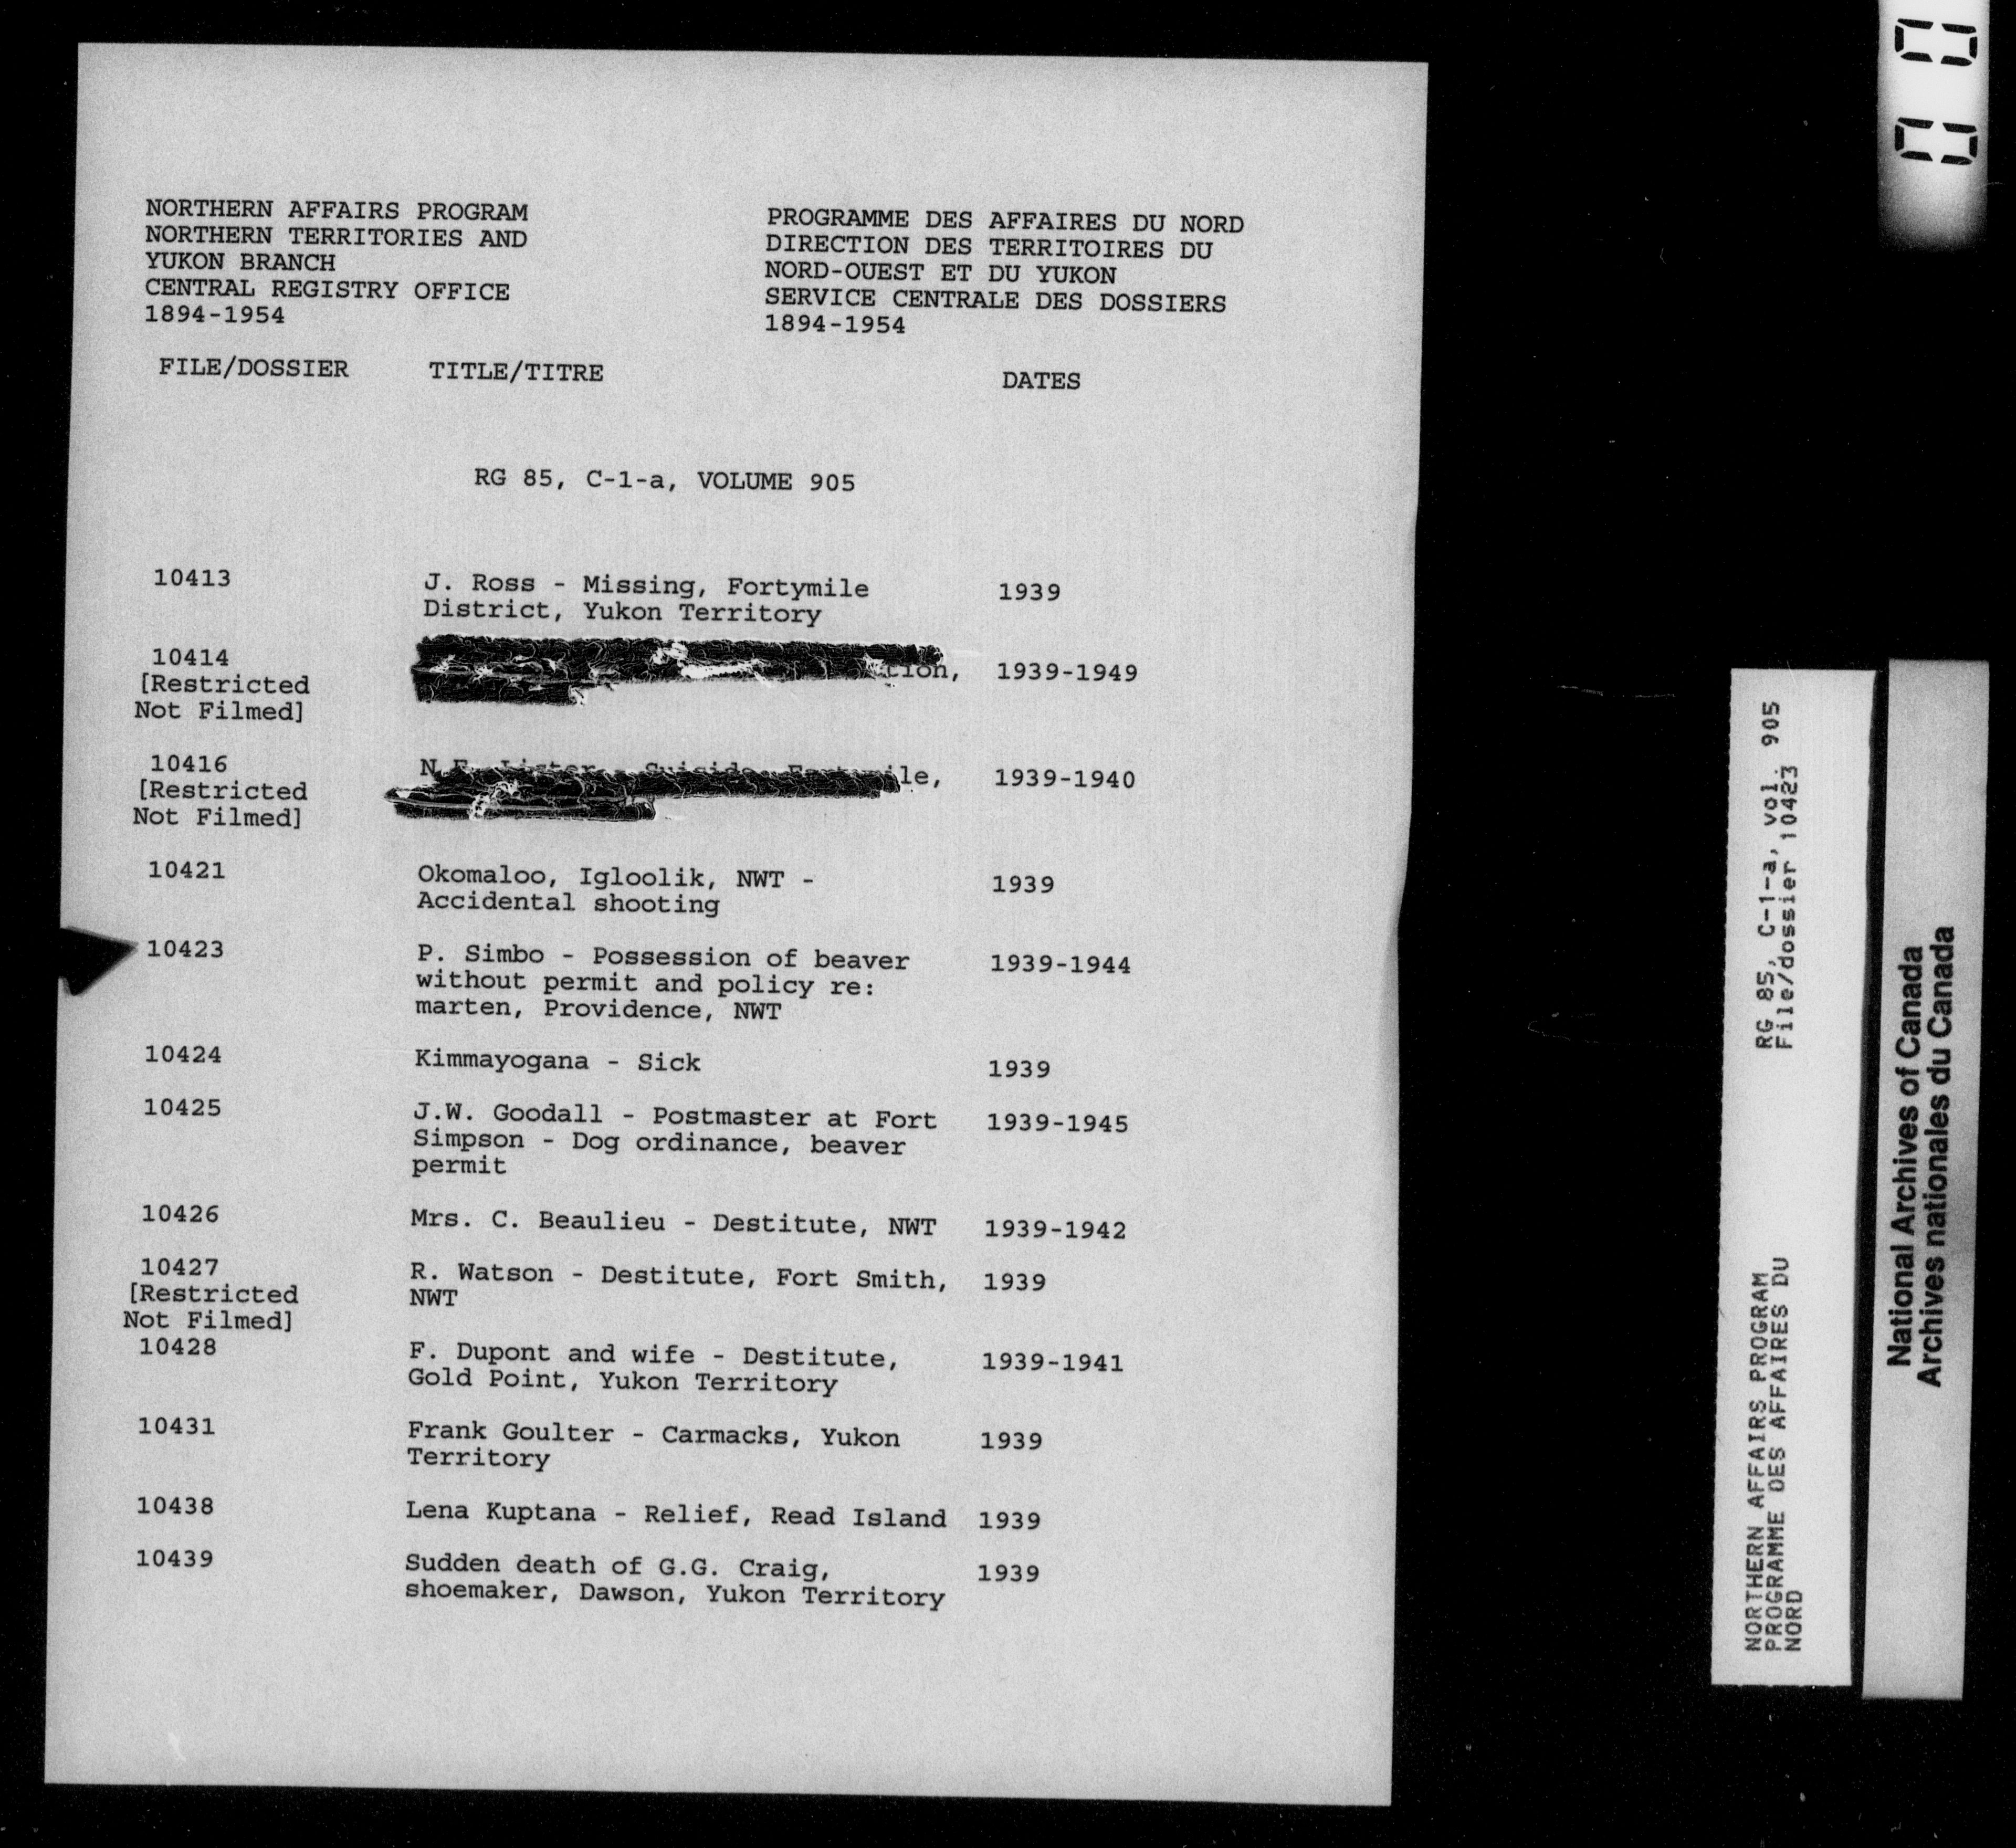 NORTHERN AFFAIRS PROGRAM
NORTHERN TERRITORIES AND
YUKON BRANCH
CENTRAL REGISTRY OFFICE
1894-1954
PROGRAMME DES AFFAIRES DU NORD
DIRECTION DES TERRITOIRES DU
NORD-OUEST ET DU YUKON
SERVICE CENTRALE DES DOSSIERS
1894-1954
FILE/DOSSIER TITLE/TITRE DATES
RG 85, C-1-a, VOLUME 905
10413 J. Ross - Missing, Fortymile 1939
District, Yukon Territory
10414 1939-1949
[Restricted
Not Filmed]
10416 1939-1940
[Restricted
Not Filmed]
10421 Okomaloo, Igloolik, NWT - 1939
Accidental shooting
10423 P. Simbo - Possession of beaver 1939-1944
without permit and policy re:
marten, Providence, NWT
10424 Kimmayogana - Sick 1939
10425 J.W. Goodall - Postmaster at Fort 1939-1945
Simpson - Dog ordinance, beaver
permit
10426 Mrs. C. Beaulieu - Destitute, NWT 1939-1942
10427 R. Watson - Destitute, Fort Smith, 1939
[Restricted NWT
Not Filmed]
10428 F. Dupont and wife - Destitute, 1939-1941
Gold Point, Yukon Territory
10431 Frank Goulter - Carmacks, Yukon 1939
Territory
10438 Lena Kuptana - Relief, Read Island 1939
10439 Sudden death of G.G. Craig, 1939
shoemaker, Dawson, Yukon Territory
NORTHERN AFFAIRS PROGRAM
PROGRAMME DES AFFAIRES DU
NORD
RG 85, C-1-a, vol. 905
File/dossier 10423
National Archives of Canada
Archives nationales du Canada